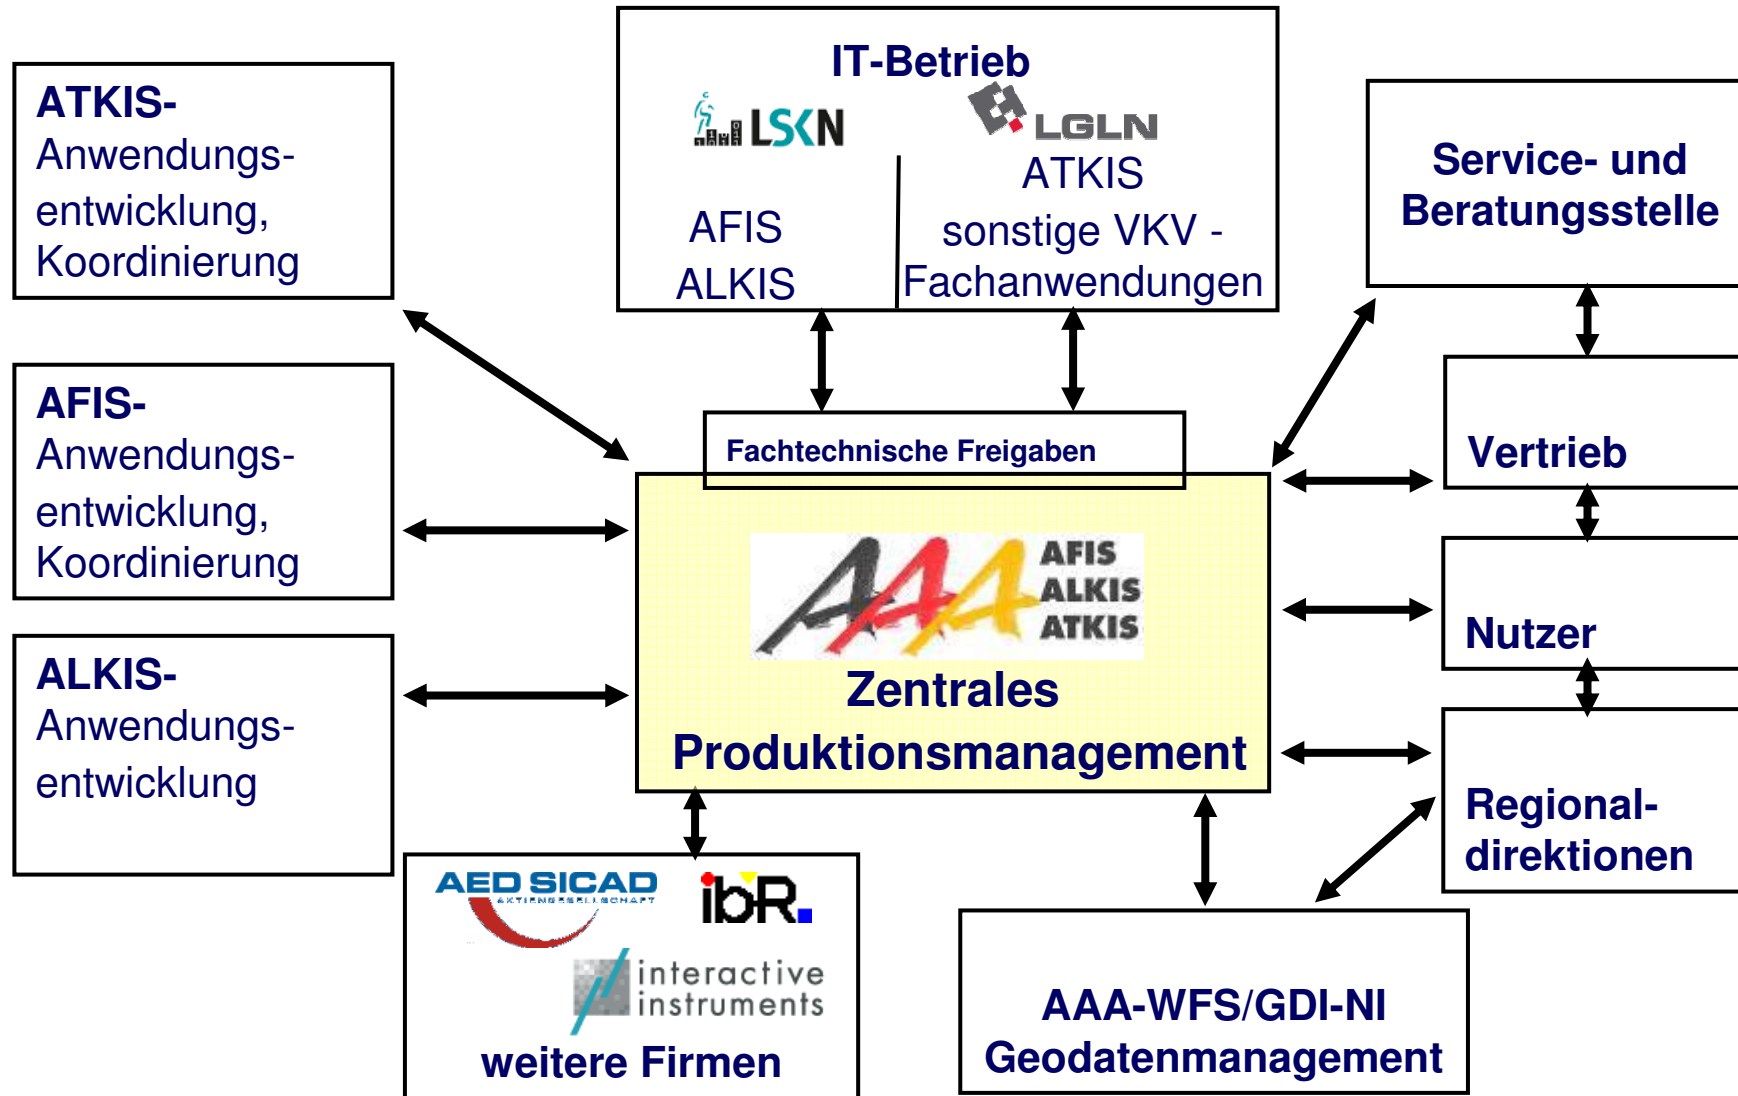 IT-Betrieb
LSKN
LGLN
ATKIS
AFIS
sonstige VKV -
ALKIS
Fachanwendungen
ATKIS-
Anwendungs-
entwicklung,
Koordinierung
AFIS-
Anwendungs-
entwicklung,
Koordinierung
ALKIS-
Anwendungs-
entwicklung
Fachtechnische Freigaben
AAA
AFIS
ALKIS
ATKIS
Zentrales
Produktionsmanagement
Service- und
Beratungsstelle
Vertrieb
Nutzer
Regional-
direktionen
AED SICAD
AKTIENGESELLSCHAFT
ibR.
interactive
instruments
weitere Firmen
AAA-WFS/GDI-NI
Geodatenmanagement